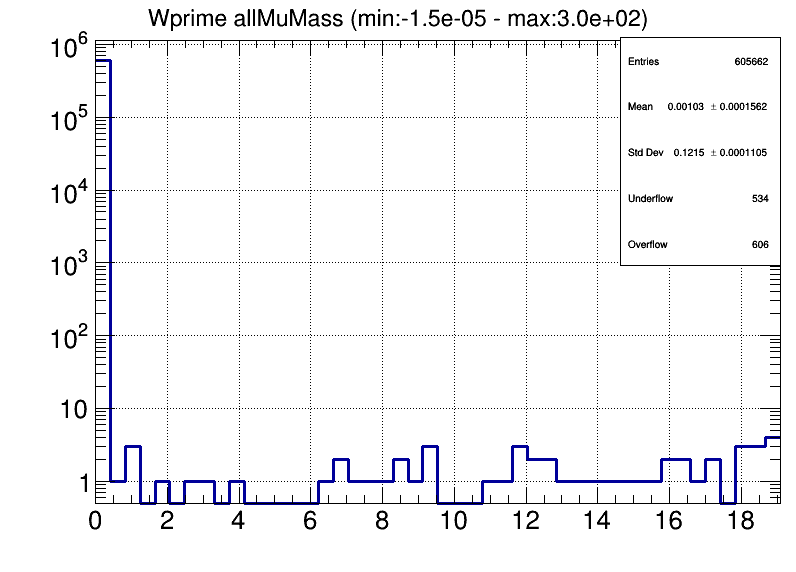 Wprime allMuMass (min:-1.5e-05 - max:3.0e+02)
Entries 605662
Mean 0.00103 ± 0.0001562
Std Dev 0.1215 ± 0.0001105
Underflow 534
Overflow 606
10^6
10^5
10^4
10^3
10^2
10
1
0 2 4 6 8 10 12 14 16 18